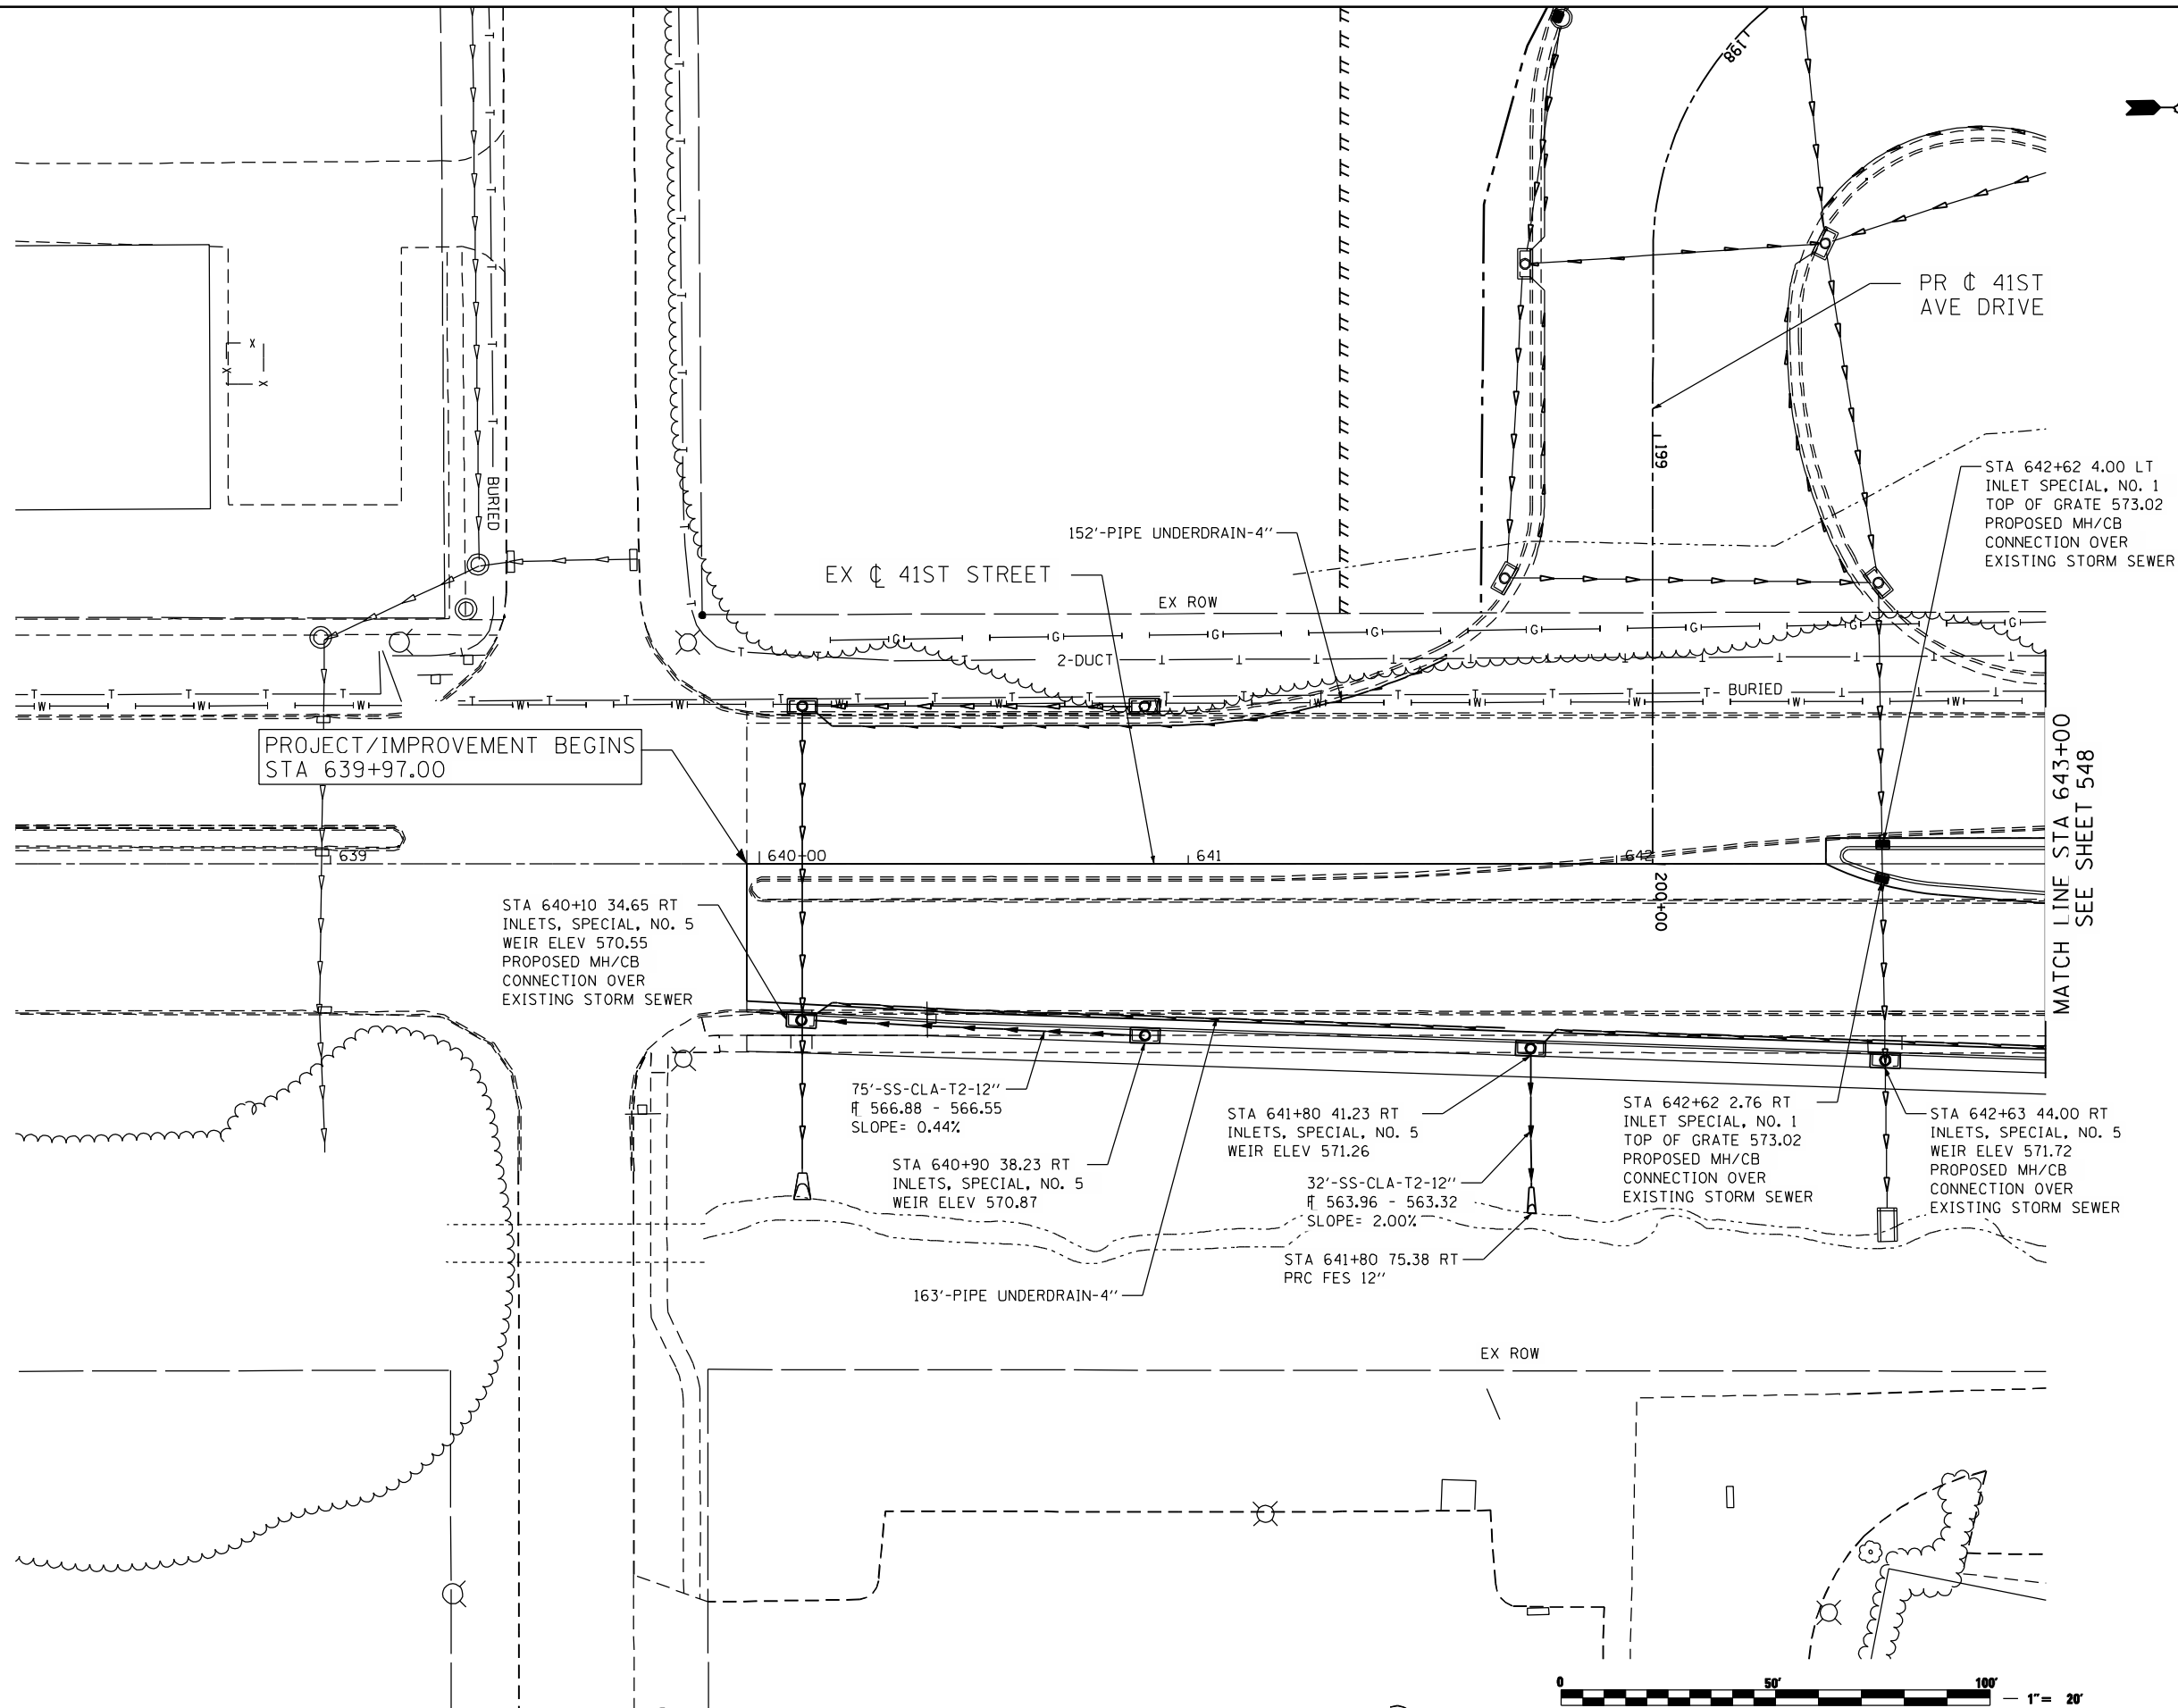 198
PR ℄ 41ST
AVE DRIVE
199
STA 642+62 4.00 LT
INLET SPECIAL, NO. 1
TOP OF GRATE 573.02
PROPOSED MH/CB
CONNECTION OVER
EXISTING STORM SEWER
BURIED
152'-PIPE UNDERDRAIN-4"
EX ℄ 41ST STREET
EX ROW
2-DUCT
BURIED
PROJECT/IMPROVEMENT BEGINS
STA 639+97.00
639
640+00
641
642
200+00
MATCH LINE STA 643+00
SEE SHEET 548
STA 640+10 34.65 RT
INLETS, SPECIAL, NO. 5
WEIR ELEV 570.55
PROPOSED MH/CB
CONNECTION OVER
EXISTING STORM SEWER
75'-SS-CLA-T2-12"
566.88 - 566.55
SLOPE= 0.44%
STA 640+90 38.23 RT
INLETS, SPECIAL, NO. 5
WEIR ELEV 570.87
STA 641+80 41.23 RT
INLETS, SPECIAL, NO. 5
WEIR ELEV 571.26
32'-SS-CLA-T2-12"
563.96 - 563.32
SLOPE= 2.00%
STA 641+80 75.38 RT
PRC FES 12"
STA 642+62 2.76 RT
INLET SPECIAL, NO. 1
TOP OF GRATE 573.02
PROPOSED MH/CB
CONNECTION OVER
EXISTING STORM SEWER
STA 642+63 44.00 RT
INLETS, SPECIAL, NO. 5
WEIR ELEV 571.72
PROPOSED MH/CB
CONNECTION OVER
EXISTING STORM SEWER
163'-PIPE UNDERDRAIN-4"
EX ROW
0 50' 100'
1"= 20'